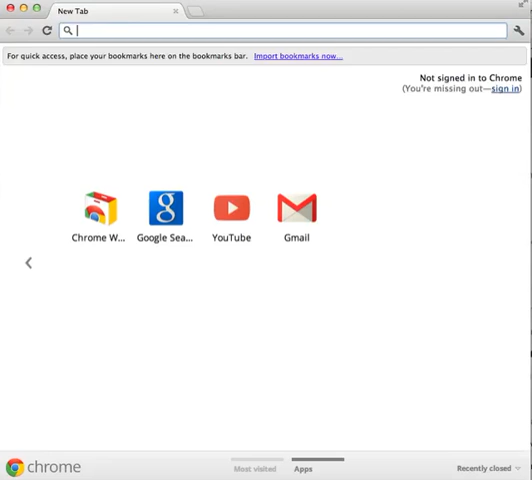 New Tab
For quick access, place your bookmarks here on the bookmarks bar. Import bookmarks now...
Not signed in to Chrome
(You're missing out—sign in)
Chrome W... Google Sea... YouTube Gmail
chrome Most visited Apps Recently closed